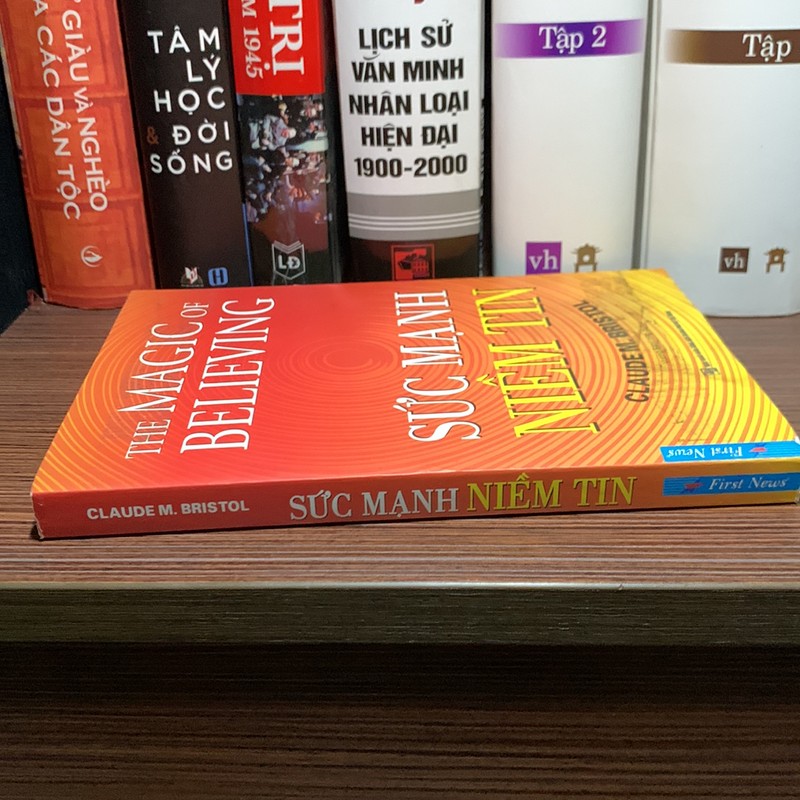 GIÀU VÀ NGHÈO
CÁC DÂN TỘC
TÂM
LÝ
HỌC
& ĐỜI
SỐNG
H
TRỊ
1945
LĐ
LỊCH SỬ
VĂN MINH
NHÂN LOẠI
HIỆN ĐẠI
1900-2000
Tập 2
vh
Tập
vh
THE MAGIC OF
BELIEVING
SỨC MẠNH
NIỀM TIN
CLAUDE M. BRISTOL
First News
CLAUDE M. BRISTOL SỨC MẠNH NIỀM TIN First News